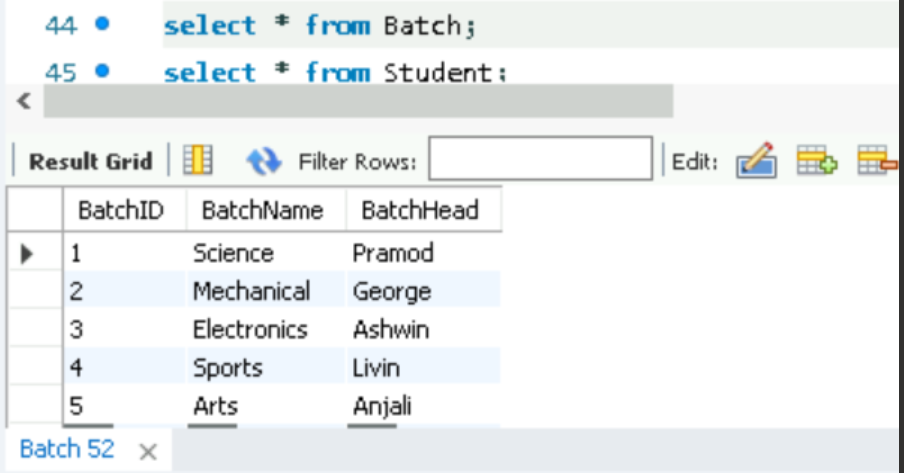 44 select * from Batch;
45 select * from Student;
Result Grid Filter Rows: Edit:
BatchID BatchName BatchHead
1 Science Pramod
2 Mechanical George
3 Electronics Ashwin
4 Sports Livin
5 Arts Anjali
Batch 52